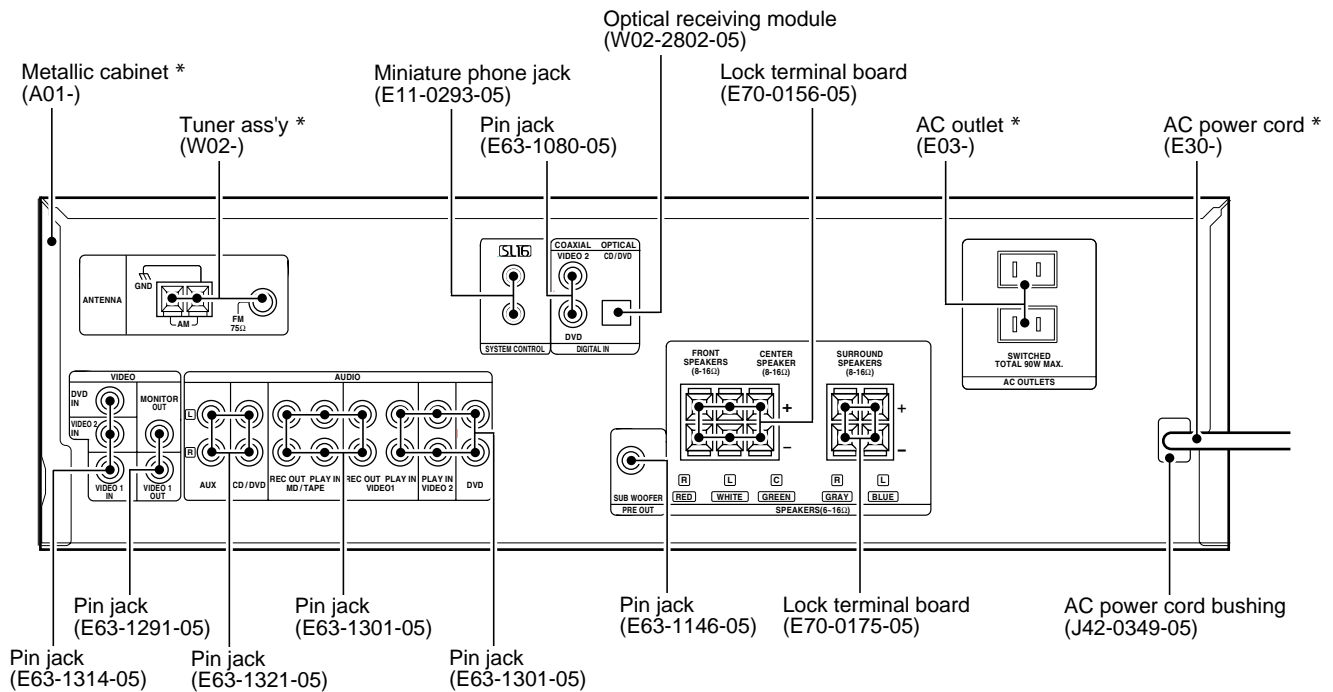 Optical receiving module
(W02-2802-05)
Metallic cabinet *
(A01-)
Miniature phone jack
(E11-0293-05)
Lock terminal board
(E70-0156-05)
Tuner ass'y *
(W02-)
Pin jack
(E63-1080-05)
AC outlet *
(E03-)
AC power cord *
(E30-)
ANTENNA
GND
AM
FM
75Ω
SL16
SYSTEM CONTROL
COAXIAL
VIDEO 2
OPTICAL
CD/DVD
DVD
DIGITAL IN
SWITCHED
TOTAL 90W MAX.
AC OUTLETS
VIDEO
DVD
IN
VIDEO 2
IN
VIDEO 1
IN
MONITOR
OUT
VIDEO 1
OUT
AUDIO
L
R
AUX
CD/DVD
REC OUT PLAY IN
MD/TAPE
REC OUT PLAY IN
VIDEO1
PLAY IN
VIDEO 2
DVD
SUB WOOFER
PRE OUT
FRONT
SPEAKERS
(8-16Ω)
CENTER
SPEAKER
(8-16Ω)
SURROUND
SPEAKERS
(8-16Ω)
+
−
+
−
R L C R L
RED WHITE GREEN GRAY BLUE
SPEAKERS(6~16Ω)
Pin jack
(E63-1291-05)
Pin jack
(E63-1301-05)
Pin jack
(E63-1146-05)
Lock terminal board
(E70-0175-05)
AC power cord bushing
(J42-0349-05)
Pin jack
(E63-1314-05)
Pin jack
(E63-1321-05)
Pin jack
(E63-1301-05)